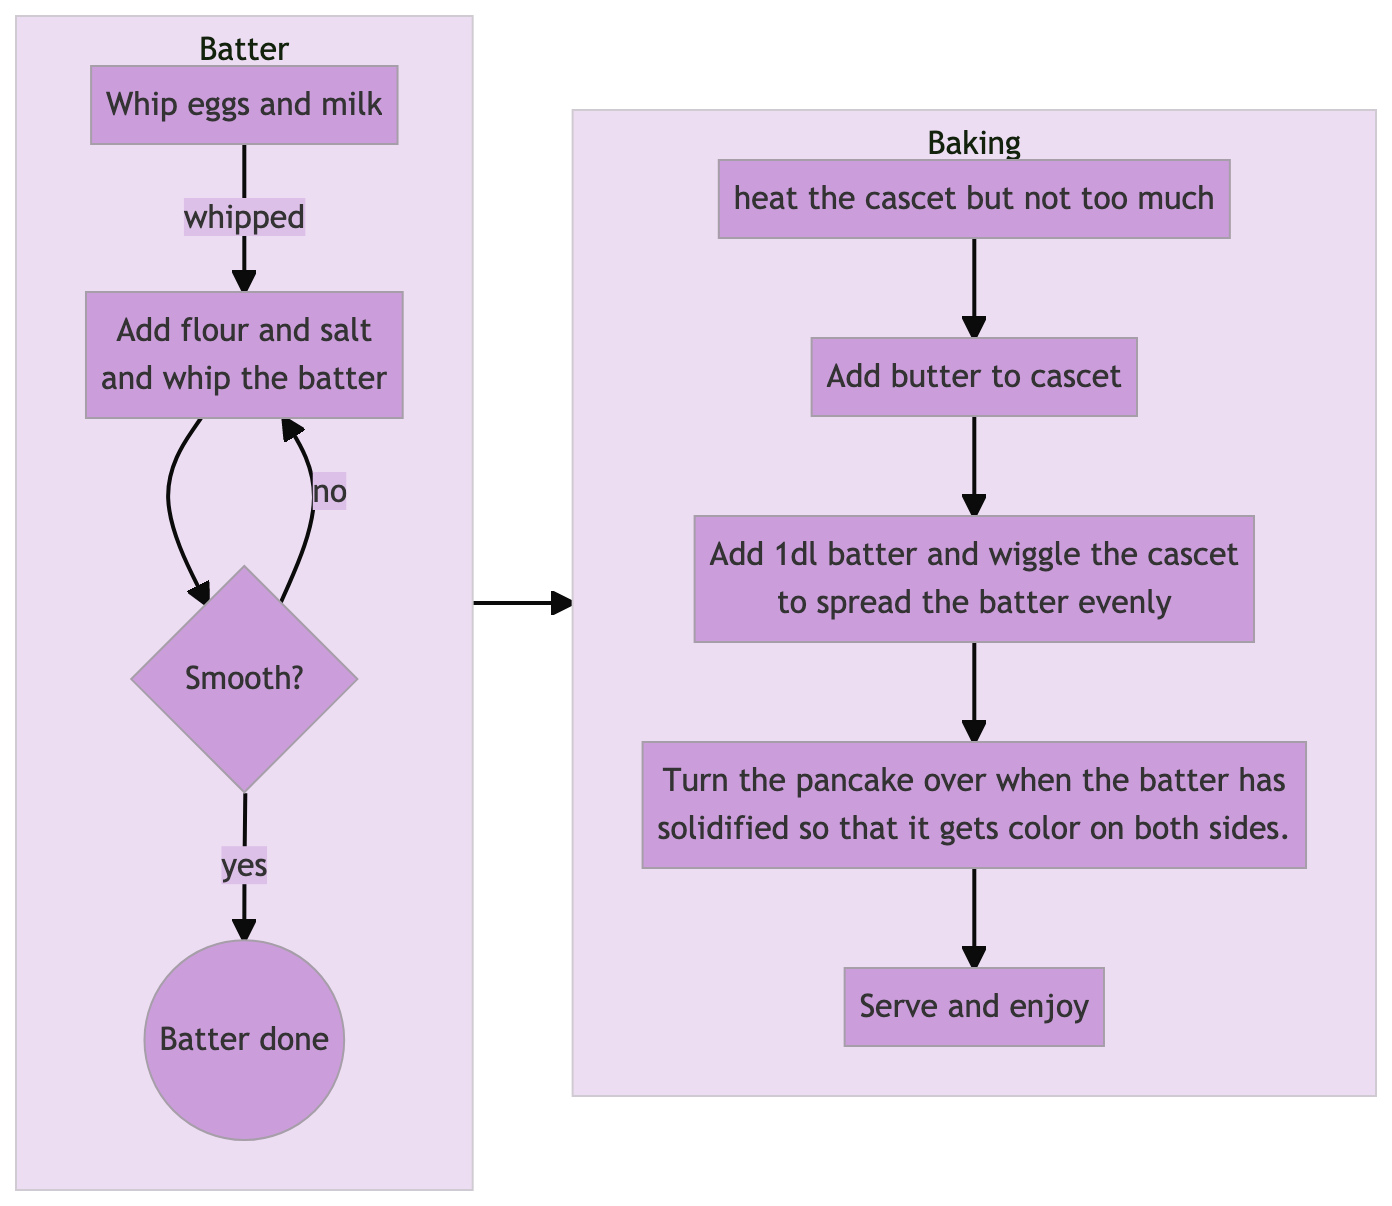 Batter
Whip eggs and milk
whipped
Add flour and salt
and whip the batter
no
Smooth?
yes
Batter done
Baking
heat the cascet but not too much
Add butter to cascet
Add 1dl batter and wiggle the cascet
to spread the batter evenly
Turn the pancake over when the batter has
solidified so that it gets color on both sides.
Serve and enjoy